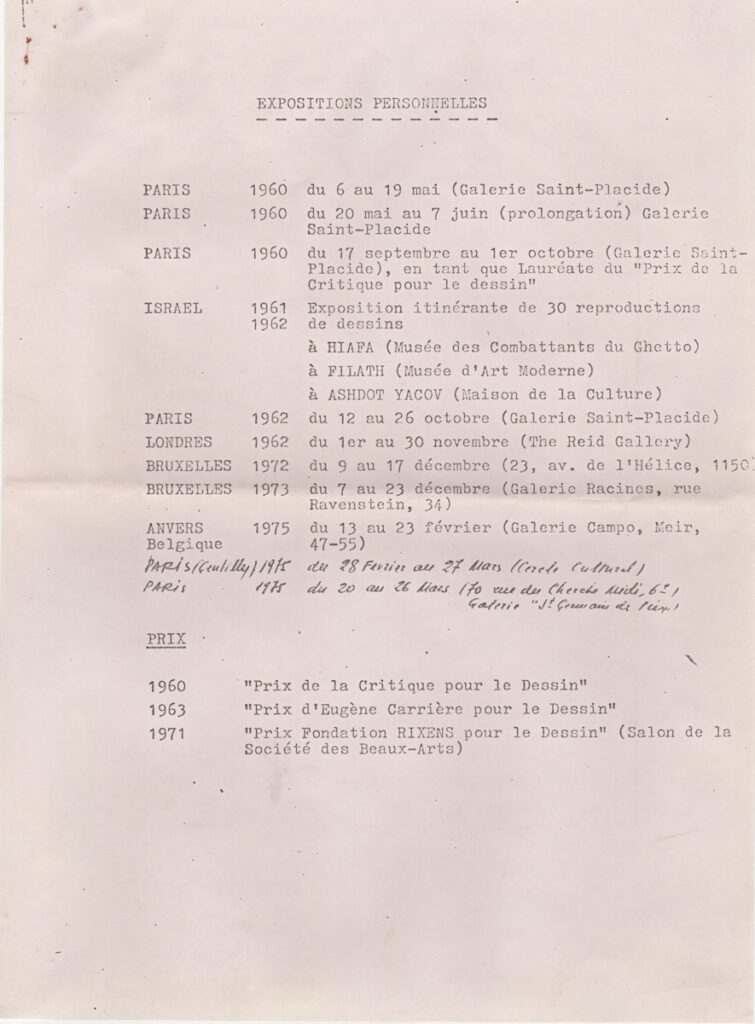 EXPOSITIONS PERSONNELLES
PARIS 1960 du 6 au 19 mai (Galerie Saint-Placide)
PARIS 1960 du 20 mai au 7 juin (prolongation) Galerie
Saint-Placide
PARIS 1960 du 17 septembre au 1er octobre (Galerie Saint-
Placide), en tant que Lauréate du "Prix de la
Critique pour le dessin"
ISRAEL 1961 Exposition itinérante de 30 reproductions
1962 de dessins
à HIAFA (Musée des Combattants du Ghetto)
à FILATH (Musée d'Art Moderne)
à ASHDOT YACOV (Maison de la Culture)
PARIS 1962 du 12 au 26 octobre (Galerie Saint-Placide)
LONDRES 1962 du 1er au 30 novembre (The Reid Gallery)
BRUXELLES 1972 du 9 au 17 décembre (23, av. de l'Hélice, 1150)
BRUXELLES 1973 du 7 au 23 décembre (Galerie Racines, rue
Ravenstein, 34)
ANVERS 1975 du 13 au 23 février (Galerie Campo, Meir,
Belgique 47-55)
PARIS 1975 du 28 Février au 27 Mars (Cercle Culturel)
PARIS 1975 du 20 au 26 Mars (70 rue du Cherche Midi, 6e)
Galerie "St Germain de
PRIX
1960 "Prix de la Critique pour le Dessin"
1963 "Prix d'Eugène Carrière pour le Dessin"
1971 "Prix Fondation RIXENS pour le Dessin" (Salon de la
Société des Beaux-Arts)